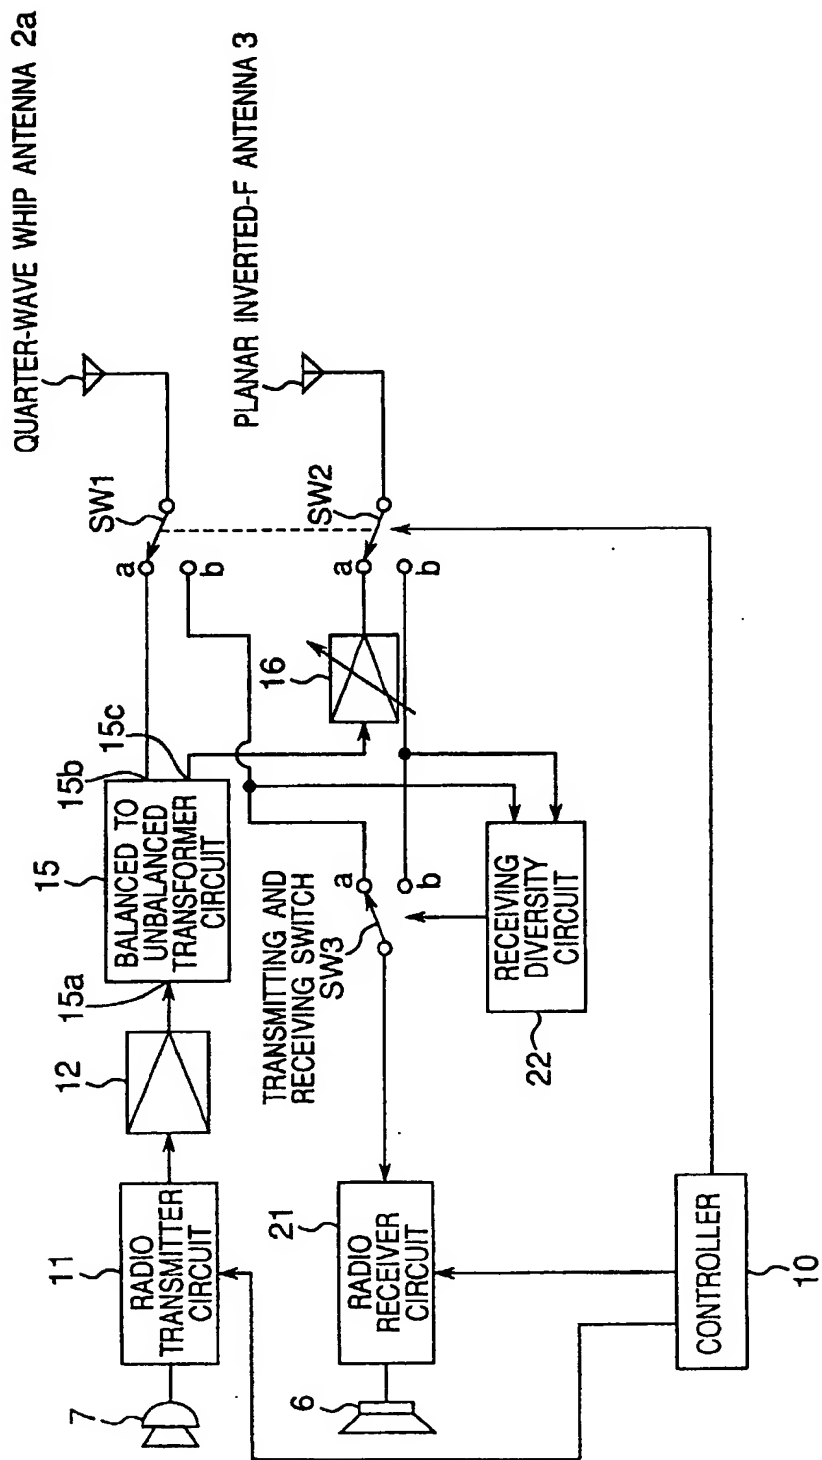 QUARTER-WAVE WHIP ANTENNA 2a
PLANAR INVERTED-F ANTENNA 3
SW1
SW2
a
b
a
b
16
15
15a
15b
15c
BALANCED TO
UNBALANCED
TRANSFORMER
CIRCUIT
12
11
RADIO
TRANSMITTER
CIRCUIT
7
TRANSMITTING AND
RECEIVING SWITCH
SW3
a
b
RECEIVING
DIVERSITY
CIRCUIT
22
21
RADIO
RECEIVER
CIRCUIT
6
CONTROLLER
10